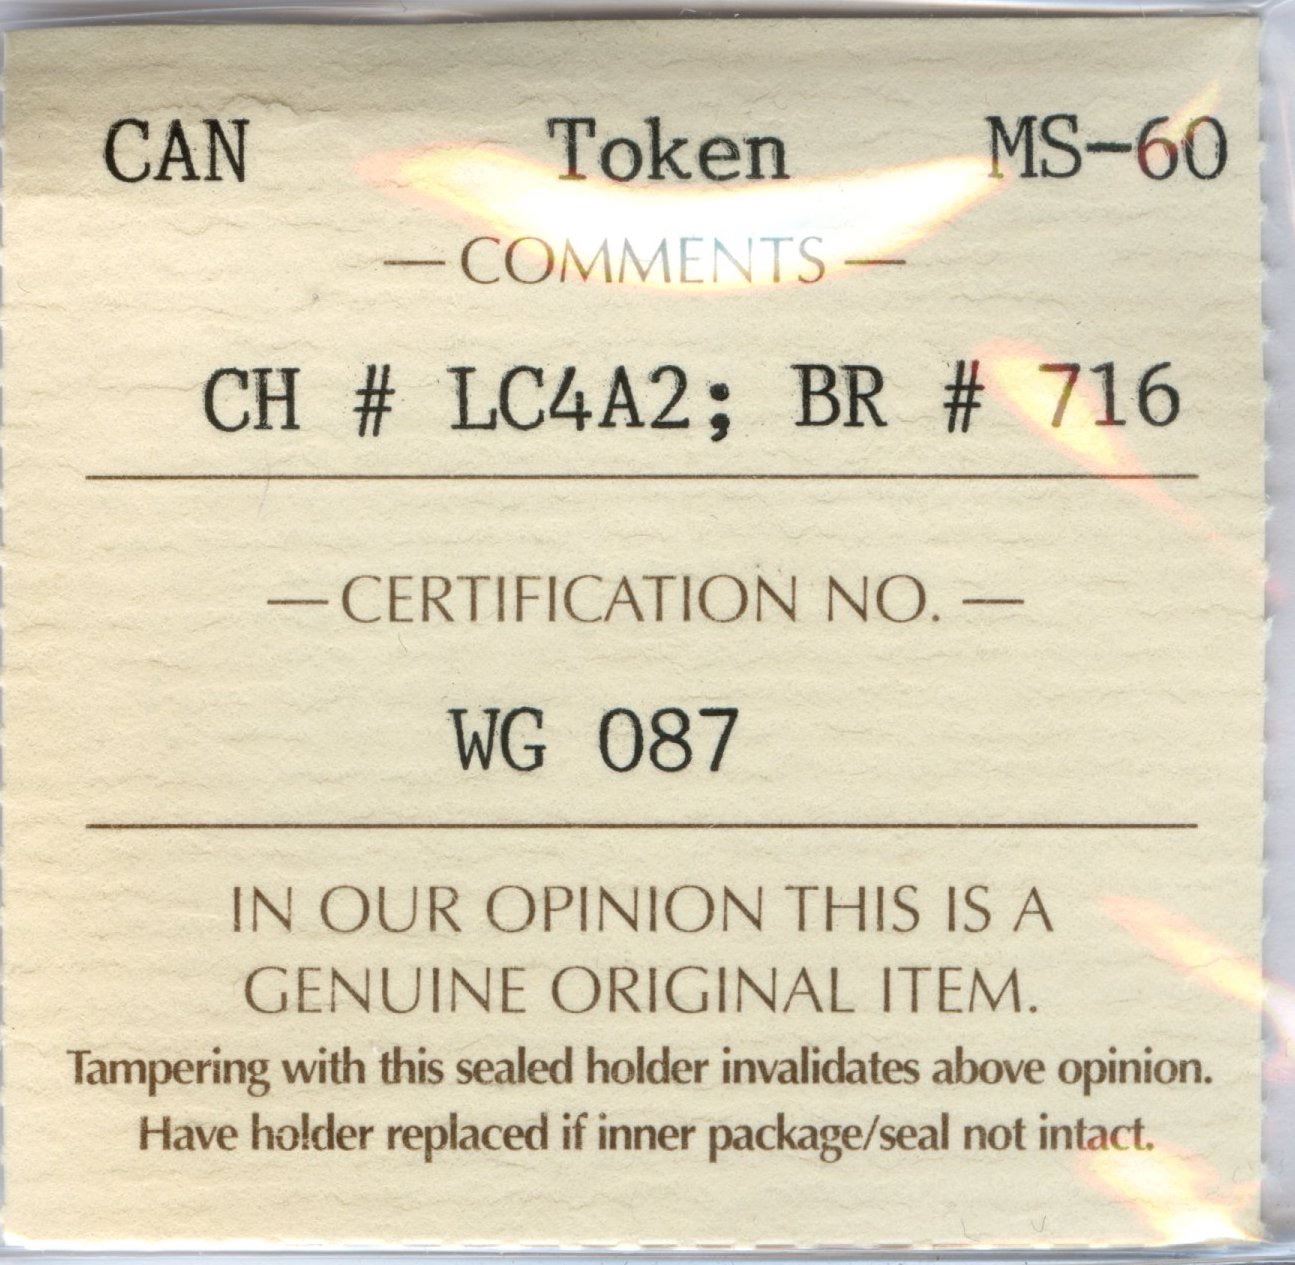 CAN Token MS-60
— COMMENTS —
CH # LC4A2; BR # 716
— CERTIFICATION NO. —
WG 087
IN OUR OPINION THIS IS A
GENUINE ORIGINAL ITEM.
Tampering with this sealed holder invalidates above opinion.
Have holder replaced if inner package/seal not intact.